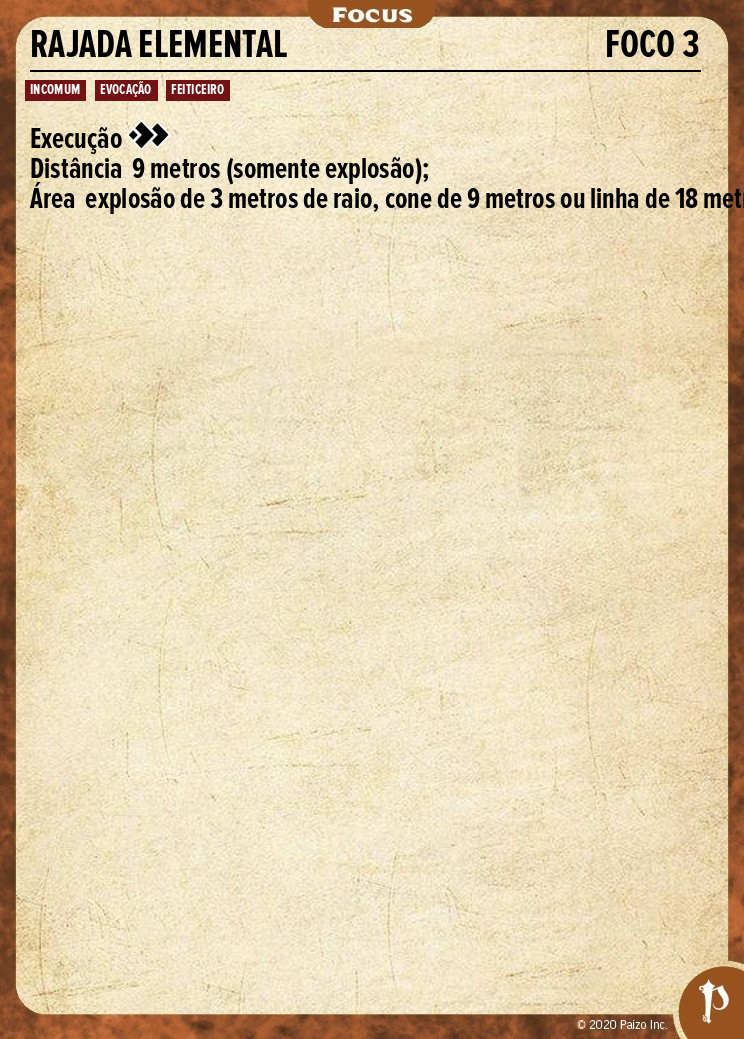 Focus
RAJADA ELEMENTAL FOCO 3
INCOMUM EVOCAÇÃO FEITICEIRO
Execução
Distância 9 metros (somente explosão);
Área explosão de 3 metros de raio, cone de 9 metros ou linha de 18
© 2020 Paizo Inc.